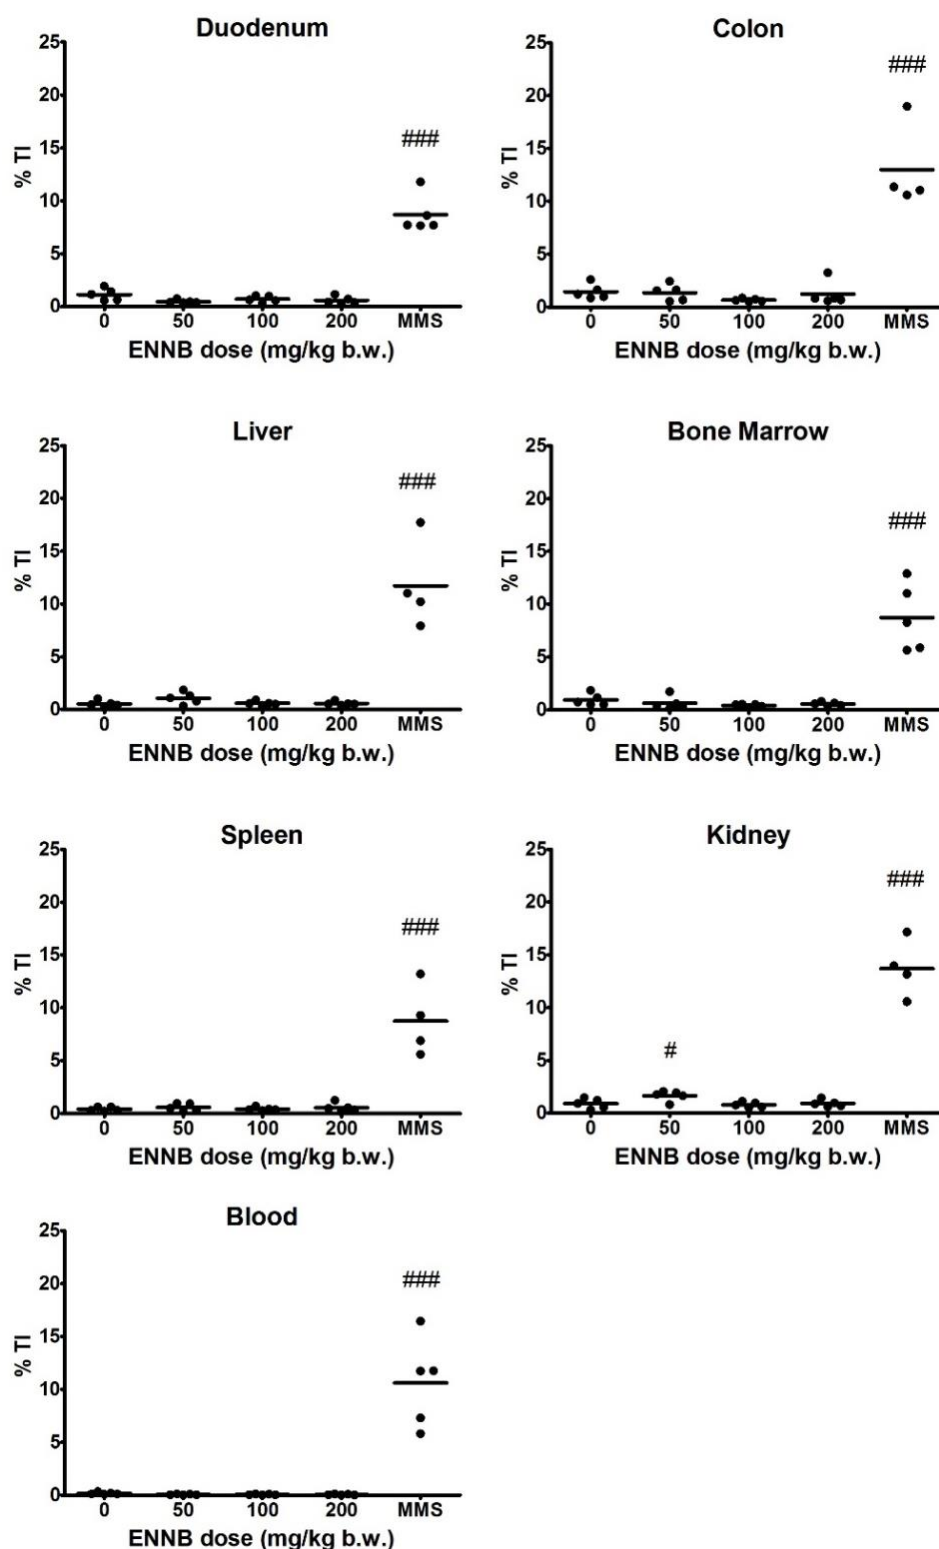 Duodenum
25
20
15
10
5
0
% TI
###
0 50 100 200 MMS
ENNB dose (mg/kg b.w.)
Colon
25
20
15
10
5
0
% TI
###
0 50 100 200 MMS
ENNB dose (mg/kg b.w.)
Liver
25
20
15
10
5
0
% TI
###
0 50 100 200 MMS
ENNB dose (mg/kg b.w.)
Bone Marrow
25
20
15
10
5
0
% TI
###
0 50 100 200 MMS
ENNB dose (mg/kg b.w.)
Spleen
25
20
15
10
5
0
% TI
###
0 50 100 200 MMS
ENNB dose (mg/kg b.w.)
Kidney
25
20
15
10
5
0
% TI
#
###
0 50 100 200 MMS
ENNB dose (mg/kg b.w.)
Blood
25
20
15
10
5
0
% TI
###
0 50 100 200 MMS
ENNB dose (mg/kg b.w.)